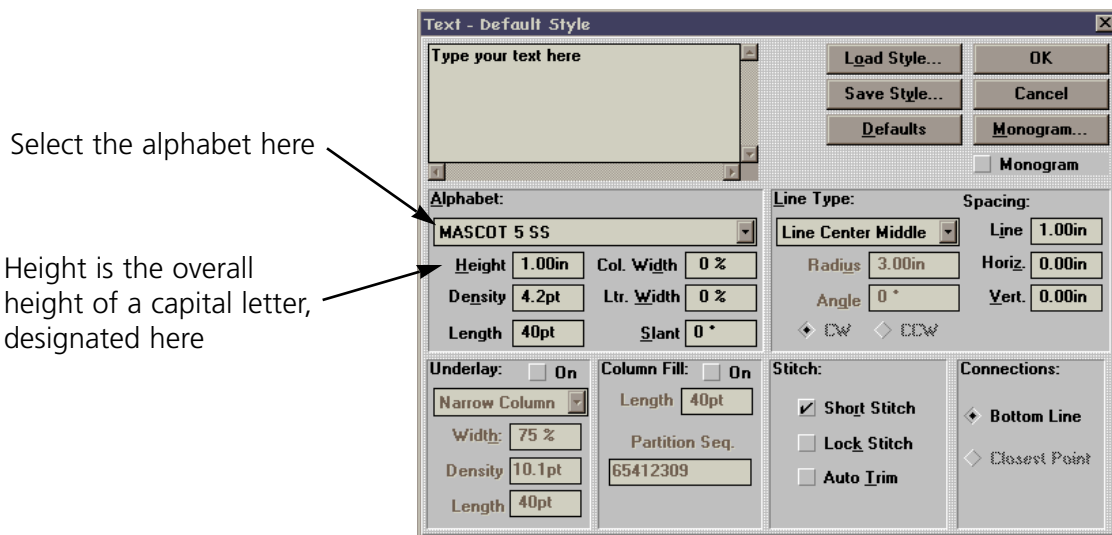 Text - Default Style
Type your text here
Load Style...
OK
Save Style...
Cancel
Defaults
Monogram...
Monogram
Select the alphabet here
Height is the overall
height of a capital letter,
designated here
Alphabet:
MASCOT 5 SS
Height 1.00in Col. Width 0 %
Density 4.2pt Ltr. Width 0 %
Length 40pt Slant 0 °
Line Type: Spacing:
Line Center Middle Line 1.00in
Radius 3.00in Horiz. 0.00in
Angle 0 ° Vert. 0.00in
CW CCW
Underlay: On
Narrow Column
Width: 75 %
Density 10.1pt
Length 40pt
Column Fill: On
Length 40pt
Partition Seq.
65412309
Stitch:
Short Stitch
Lock Stitch
Auto Trim
Connections:
Bottom Line
Closest Point